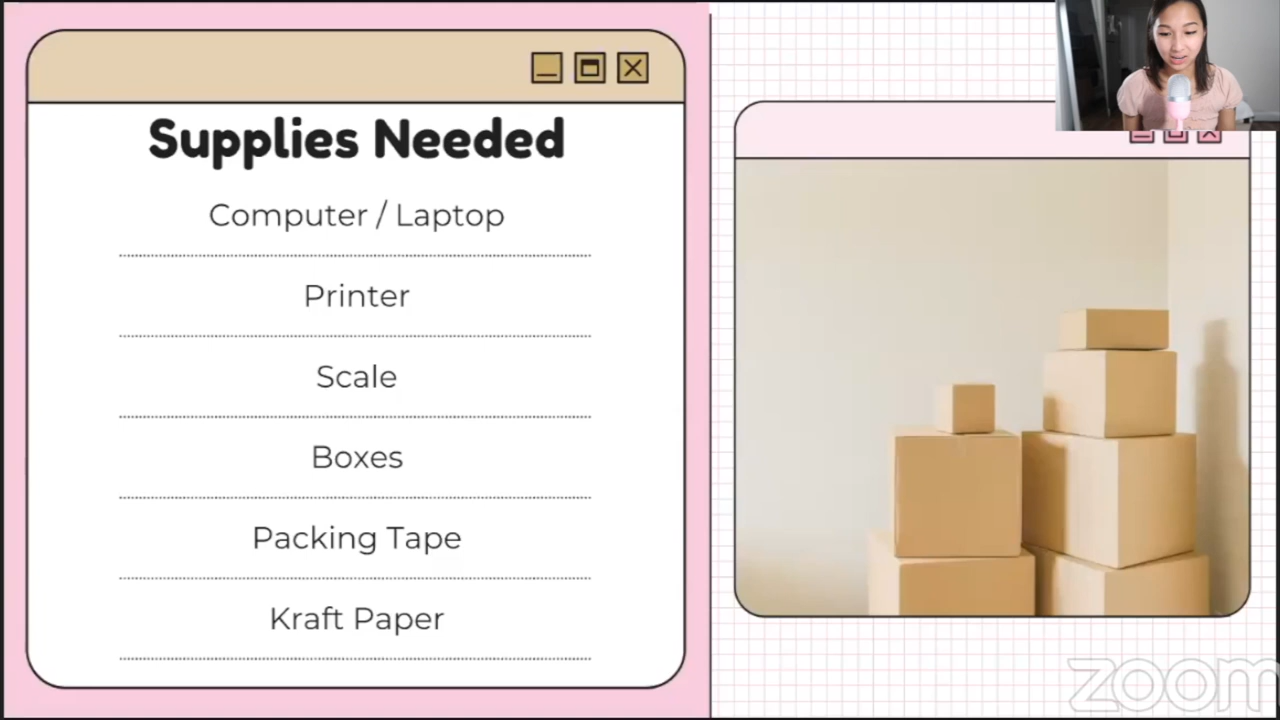 Supplies Needed
Computer / Laptop
Printer
Scale
Boxes
Packing Tape
Kraft Paper
zoom